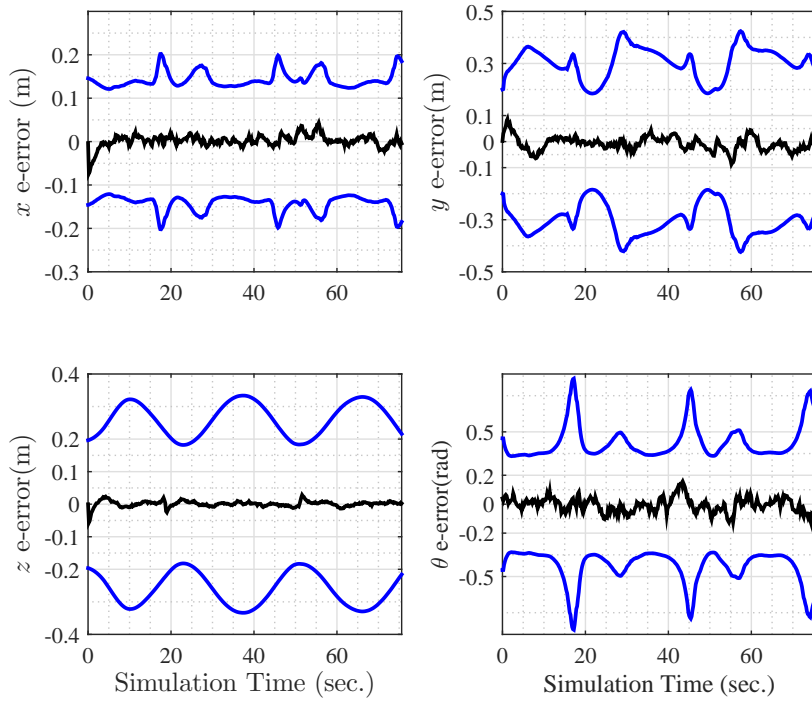 0.2
0.1
0
-0.1
-0.2
-0.3
0 20 40 60
x e-error (m)
0.5
0.3
0.1
0
-0.1
-0.3
-0.5
0 20 40 60
y e-error(m)
0.4
0.2
0.1
0
-0.1
-0.2
-0.4
0 20 40 60
z e-error(m)
Simulation Time (sec.)
0.5
0.2
0
-0.2
-0.5
0 20 40 60
θ e-error(rad)
Simulation Time (sec.)